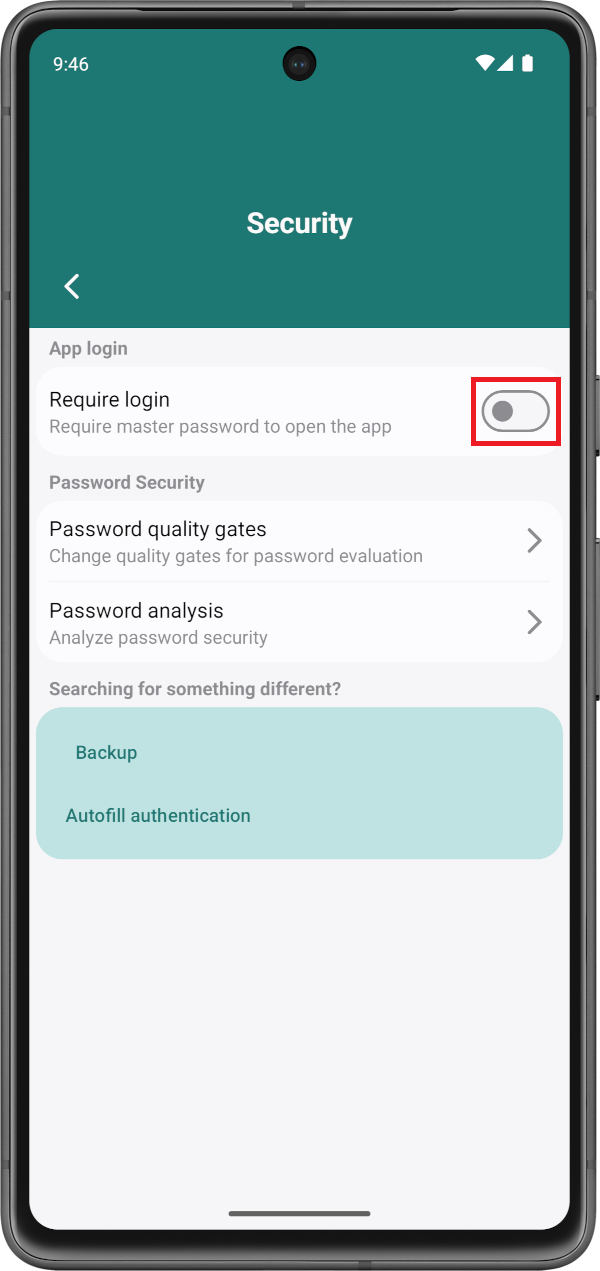 9:46
Security
App login
Require login
Require master password to open the app
Password Security
Password quality gates
Change quality gates for password evaluation
Password analysis
Analyze password security
Searching for something different?
Backup
Autofill authentication